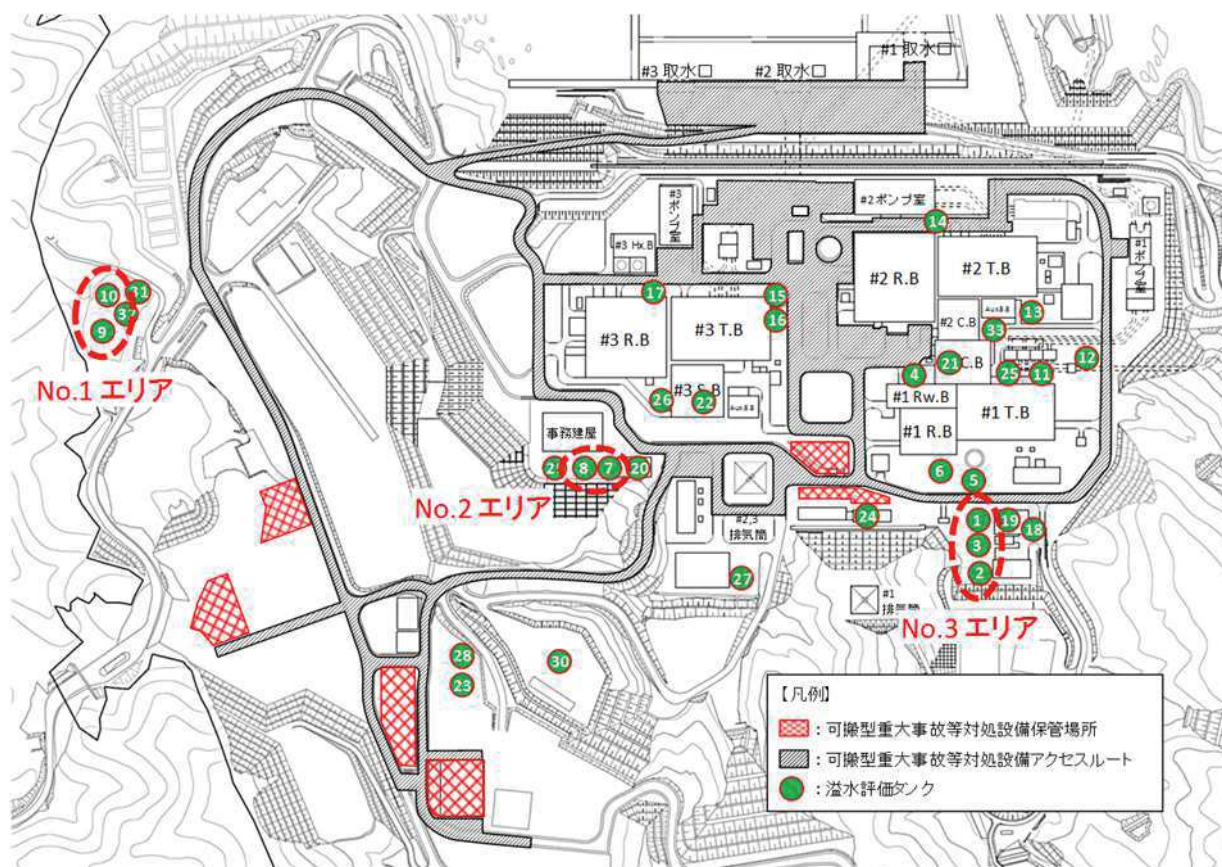 #1 取水口
#3 取水口
#2 取水口
#3 ポンプ室
#2 ポンプ室
14
#3 Hx.B
#2 R.B
#2 T.B
#1 ポンプ室
10
31
9
No.1 エリア
17
15
16
#3 R.B
#3 T.B
#2 C.B
33
21
C.B
4
25
11
12
#1 Rw.B
#1 R.B
#1 T.B
26
22
事務建屋
8
7
20
No.2 エリア
6
5
#2,3
排気筒
24
1
19
18
3
2
27
#1
排気筒
No.3 エリア
28
23
30
【凡例】
：可搬型重大事故等対処設備保管場所
：可搬型重大事故等対処設備アクセスルート
：溢水評価タンク